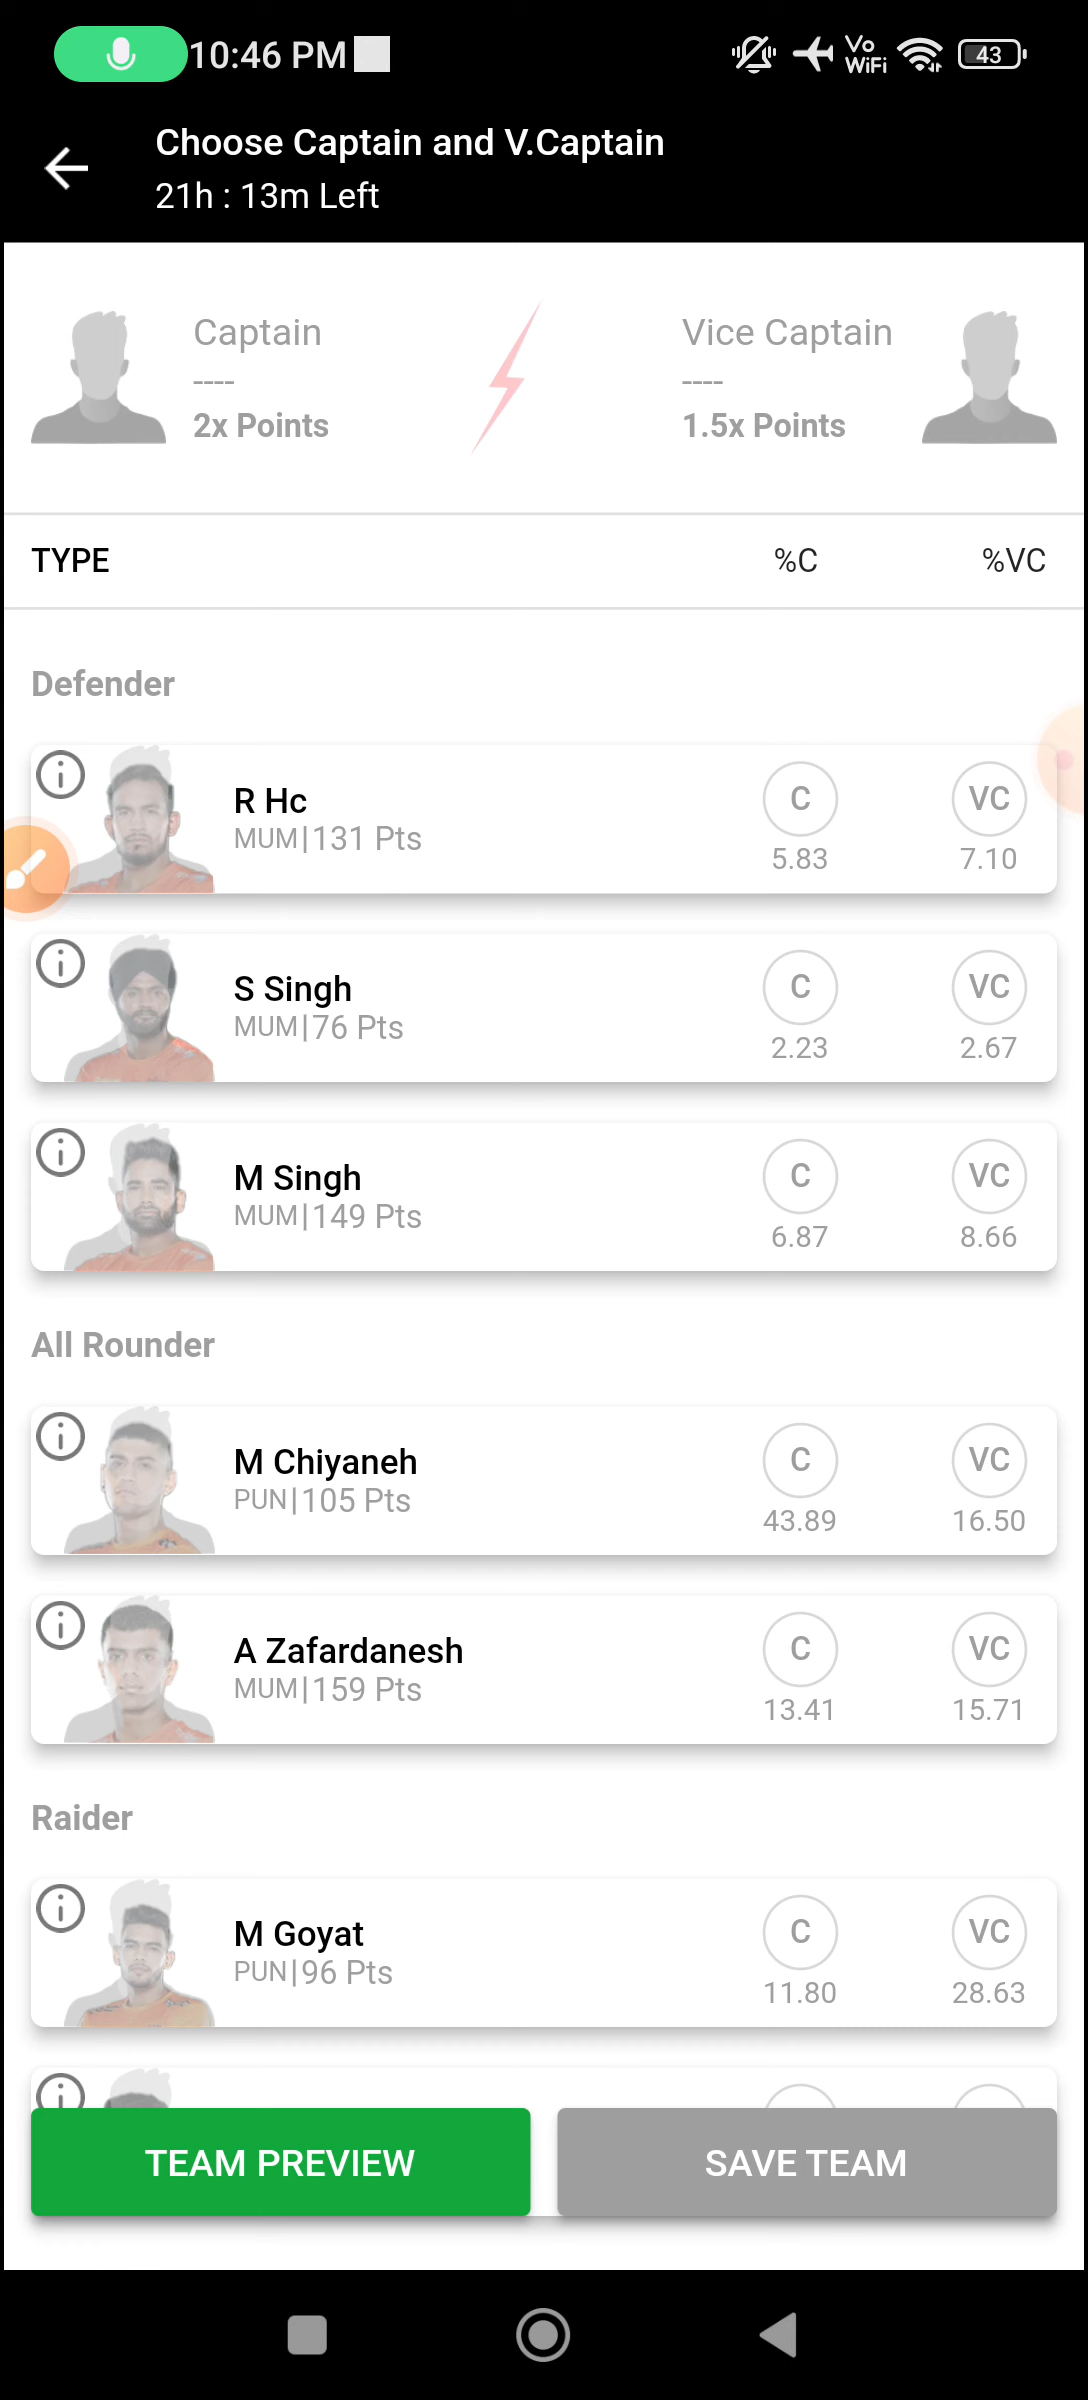 10:46 PM
Vo
WiFi
43
Choose Captain and V.Captain
21h : 13m Left
Captain
----
2x Points
Vice Captain
----
1.5x Points
TYPE %C %VC
Defender
R Hc
MUM|131 Pts
C
5.83
VC
7.10
S Singh
MUM|76 Pts
C
2.23
VC
2.67
M Singh
MUM|149 Pts
C
6.87
VC
8.66
All Rounder
M Chiyaneh
PUN|105 Pts
C
43.89
VC
16.50
A Zafardanesh
MUM|159 Pts
C
13.41
VC
15.71
Raider
M Goyat
PUN|96 Pts
C
11.80
VC
28.63
TEAM PREVIEW
SAVE TEAM